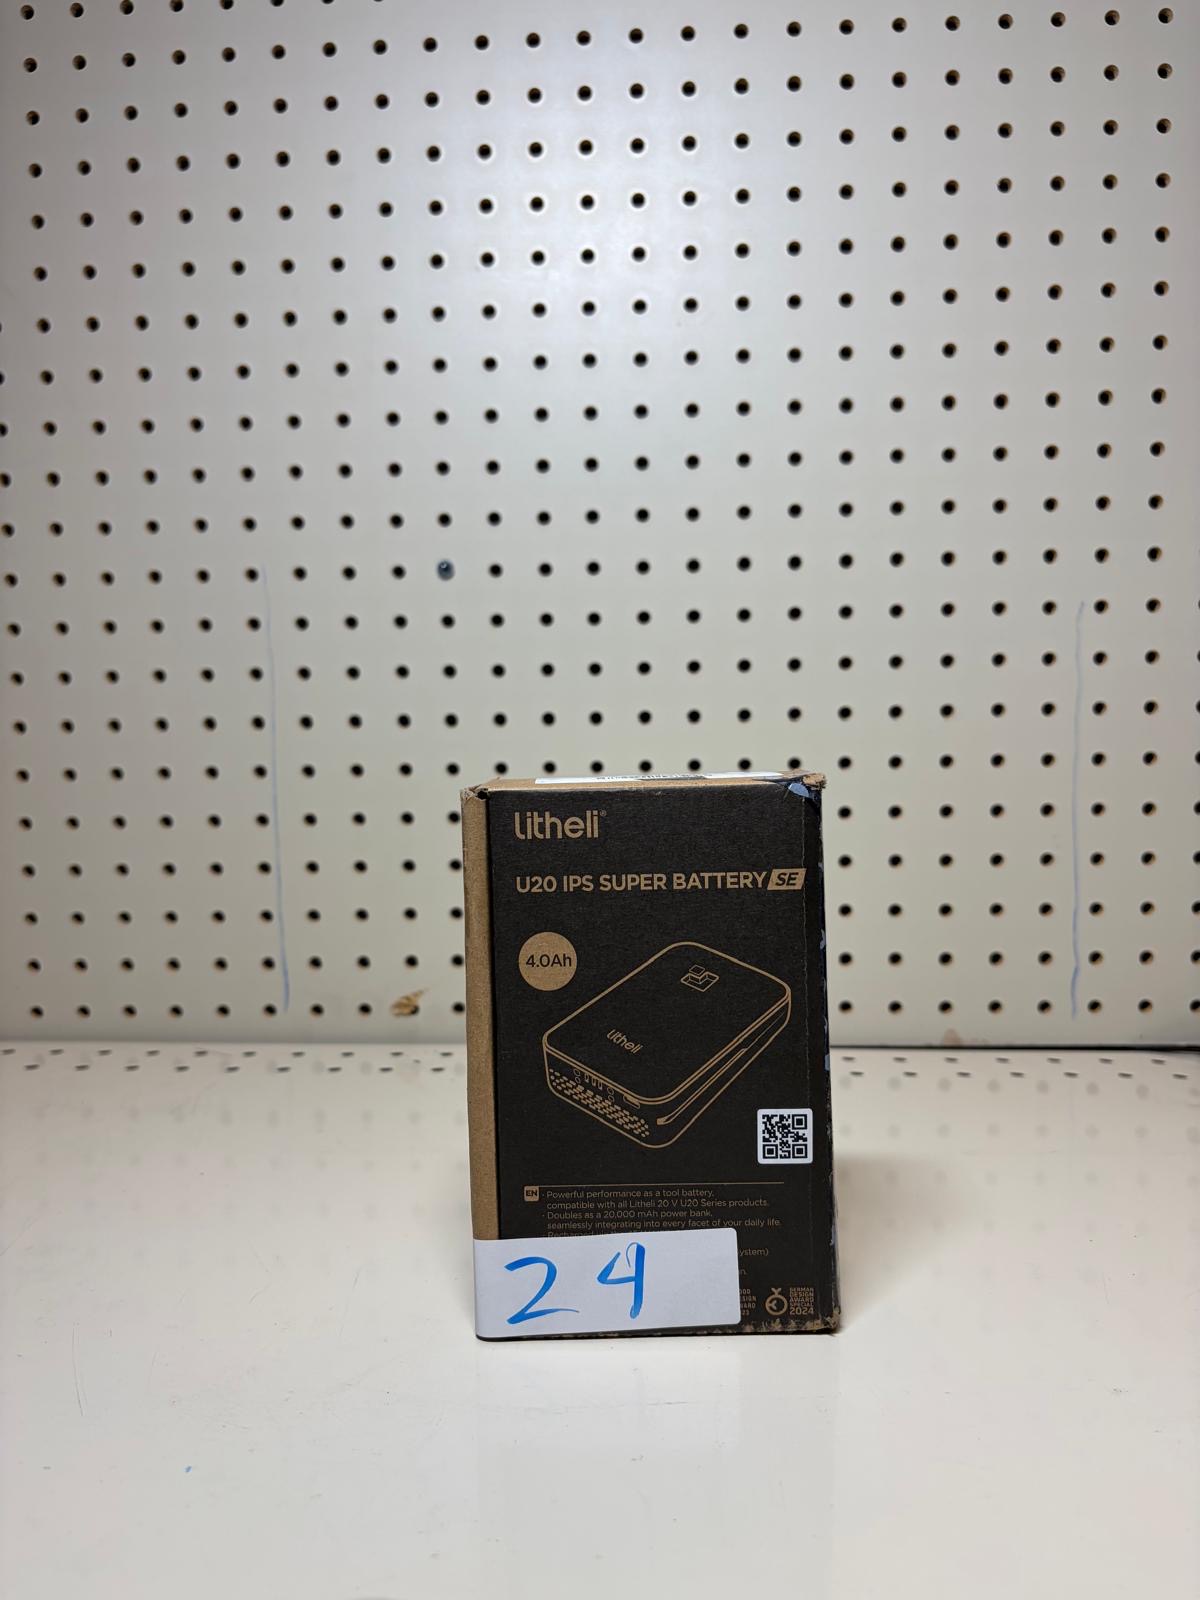 Litheli®
U20 IPS SUPER BATTERY SE
4.0Ah
Litheli
EN · Powerful performance as a tool battery,
compatible with all Litheli 20 V U20 Series products.
· Doubles as a 20,000 mAh power bank,
seamlessly integrating into every facet of your daily life.
24
GERMAN
DESIGN
AWARD
SPECIAL
2024